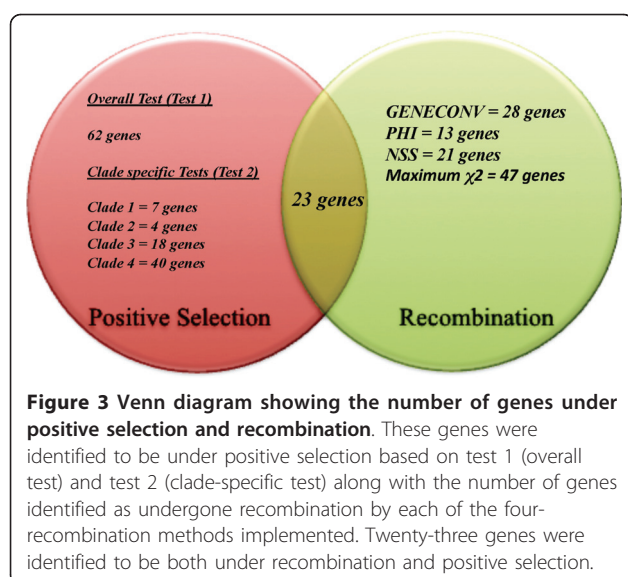 Overall Test (Test 1)
62 genes
Clade specific Tests (Test 2)
Clade 1 = 7 genes
Clade 2 = 4 genes
Clade 3 = 18 genes
Clade 4 = 40 genes
Positive Selection
23 genes
GENECONV = 28 genes
PHI = 13 genes
NSS = 21 genes
Maximum χ2 = 47 genes
Recombination
Figure 3 Venn diagram showing the number of genes under
positive selection and recombination. These genes were
identified to be under positive selection based on test 1 (overall
test) and test 2 (clade-specific test) along with the number of genes
identified as undergone recombination by each of the four-
recombination methods implemented. Twenty-three genes were
identified to be both under recombination and positive selection.